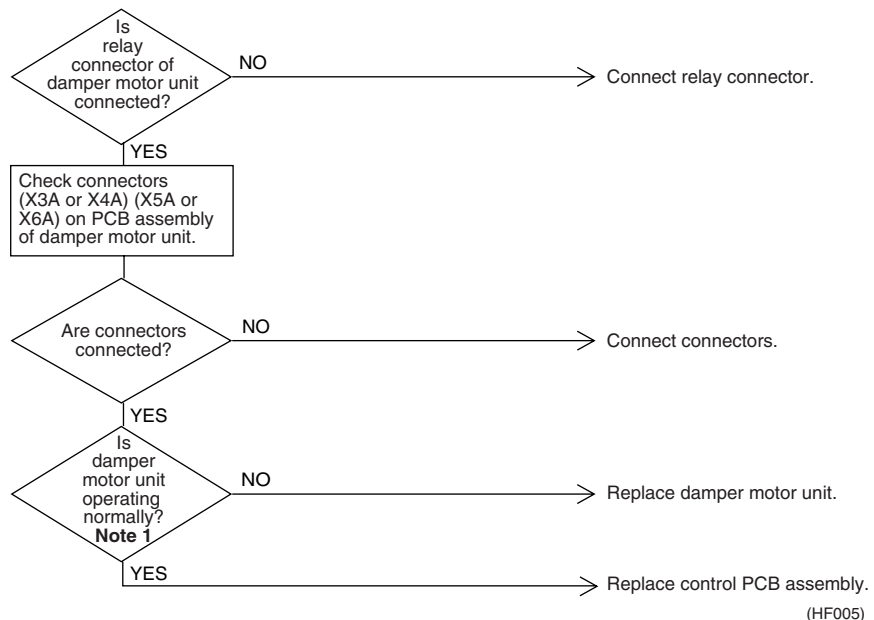 Is
relay
connector of
damper motor unit
connected?
NO
Connect relay connector.
YES
Check connectors
(X3A or X4A) (X5A or
X6A) on PCB assembly
of damper motor unit.
Are connectors
connected?
NO
Connect connectors.
YES
Is
damper
motor unit
operating
normally?
Note 1
NO
Replace damper motor unit.
YES
Replace control PCB assembly.
(HF005)